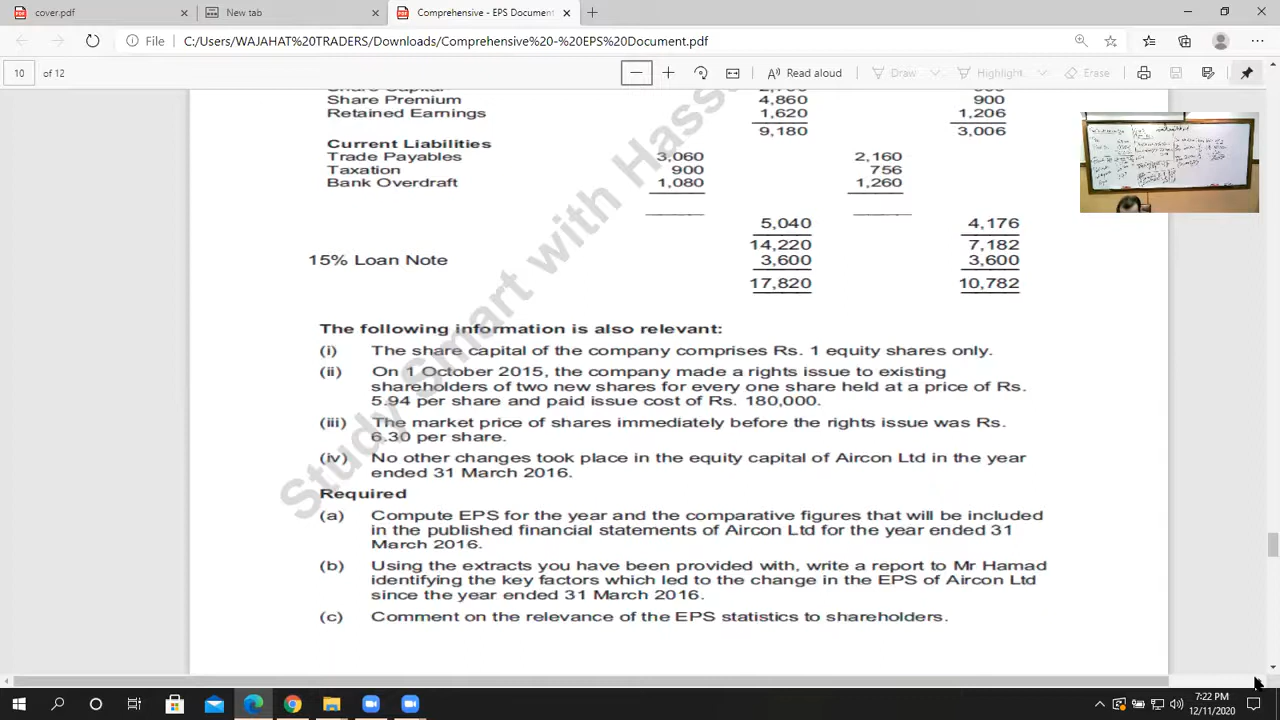 cover.pdf
New tab
Comprehensive - EPS Document
File C:/Users/WAJAHAT%20TRADERS/Downloads/Comprehensive%20-%20EPS%20Document.pdf
10 of 12
Read aloud
Draw
Highlight
Erase
Share Capital
Share Premium 4,860 900
Retained Earnings 1,620 1,206
9,180 3,006
Current Liabilities
Trade Payables 3,060 2,160
Taxation 900 756
Bank Overdraft 1,080 1,260
5,040 4,176
14,220 7,182
15% Loan Note 3,600 3,600
17,820 10,782
The following information is also relevant:
(i) The share capital of the company comprises Rs. 1 equity shares only.
(ii) On 1 October 2015, the company made a rights issue to existing
shareholders of two new shares for every one share held at a price of Rs.
5.94 per share and paid issue cost of Rs. 180,000.
(iii) The market price of shares immediately before the rights issue was Rs.
6.30 per share.
(iv) No other changes took place in the equity capital of Aircon Ltd in the year
ended 31 March 2016.
Required
(a) Compute EPS for the year and the comparative figures that will be included
in the published financial statements of Aircon Ltd for the year ended 31
March 2016.
(b) Using the extracts you have been provided with, write a report to Mr Hamad
identifying the key factors which led to the change in the EPS of Aircon Ltd
since the year ended 31 March 2016.
(c) Comment on the relevance of the EPS statistics to shareholders.
Study Smart with Hass
7:22 PM
12/11/2020